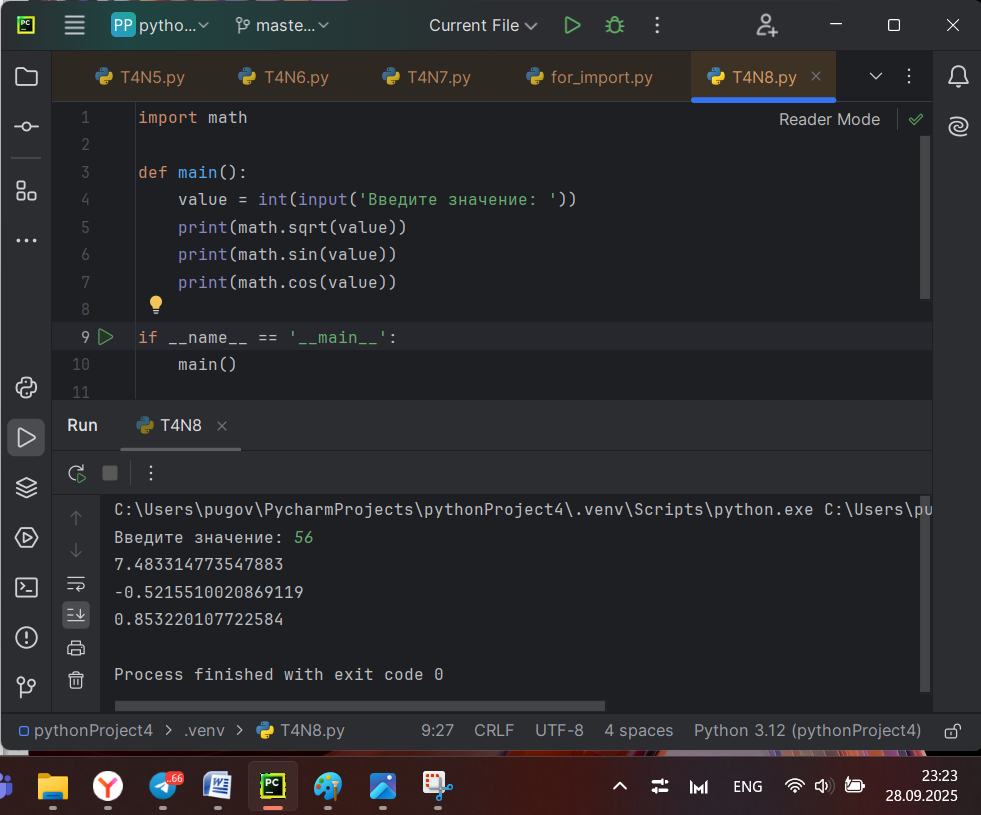 PC
PP pytho...
maste...
Current File
T4N5.py
T4N6.py
T4N7.py
for_import.py
T4N8.py
Reader Mode
1 import math
2
3 def main():
4 value = int(input('Введите значение: '))
5 print(math.sqrt(value))
6 print(math.sin(value))
7 print(math.cos(value))
8
9 if __name__ == '__main__':
10 main()
11
Run
T4N8
C:\Users\pugov\PycharmProjects\pythonProject4\.venv\Scripts\python.exe C:\Users\pu
Введите значение: 56
7.483314773547883
-0.5215510020869119
0.853220107722584
Process finished with exit code 0
pythonProject4 > .venv > T4N8.py
9:27
CRLF
UTF-8
4 spaces
Python 3.12 (pythonProject4)
.66
W
PC
ENG
23:23
28.09.2025